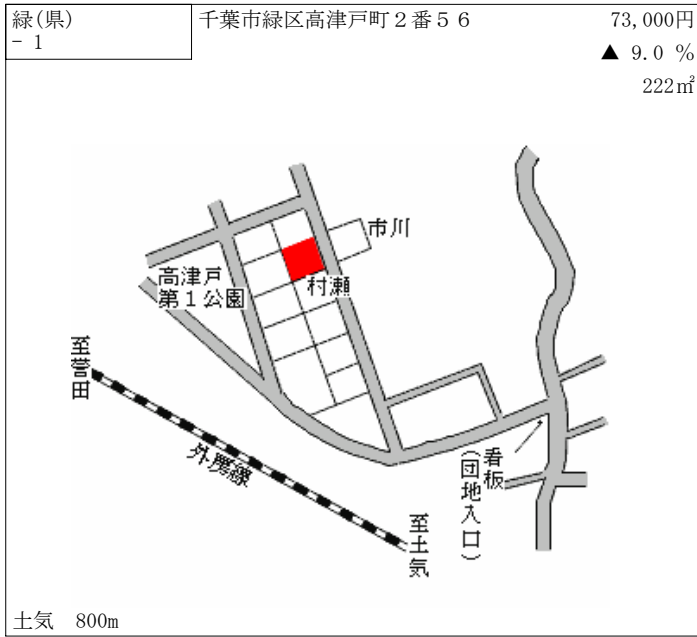 緑(県)
- 1
千葉市緑区高津戸町２番５６
73,000円
▲ 9.0 %
222㎡
市川
高津戸
第１公園
村瀬
至誉田
外房線
看板
(団地入口)
至土気
土気　800m